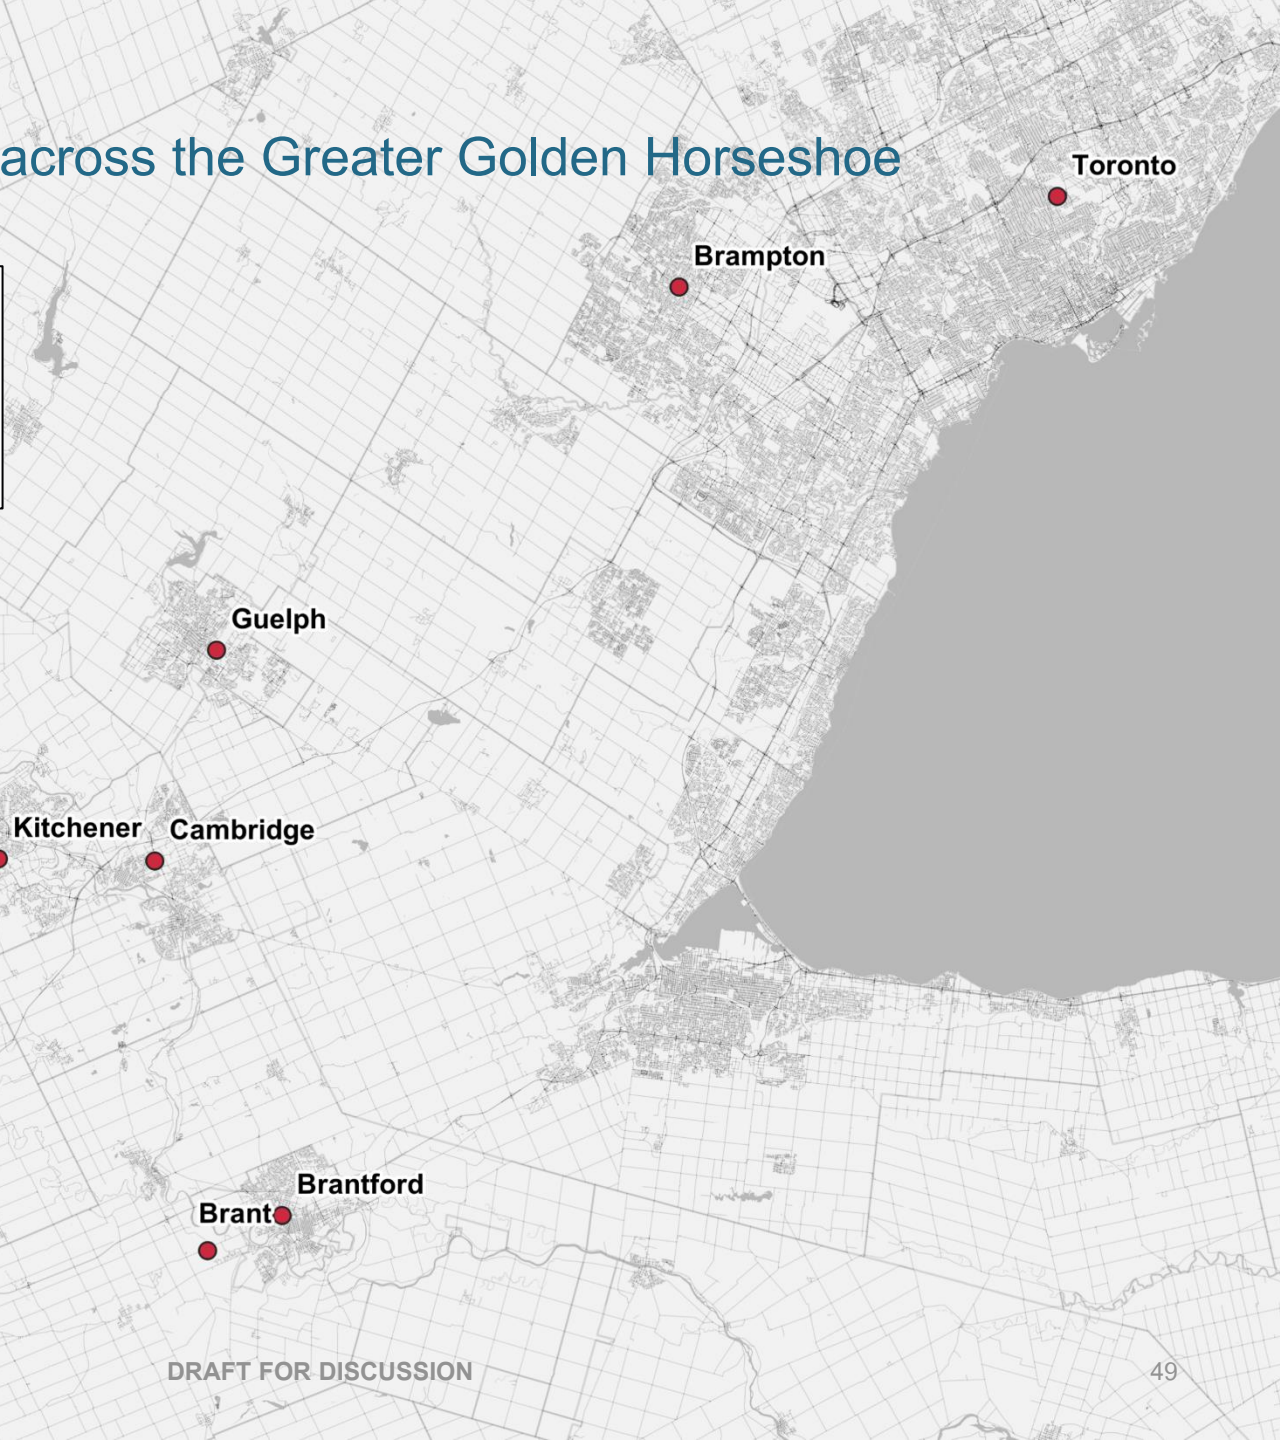 across the Greater Golden Horseshoe
Toronto
Brampton
Guelph
Kitchener
Cambridge
Brantford
Brant
DRAFT FOR DISCUSSION
49